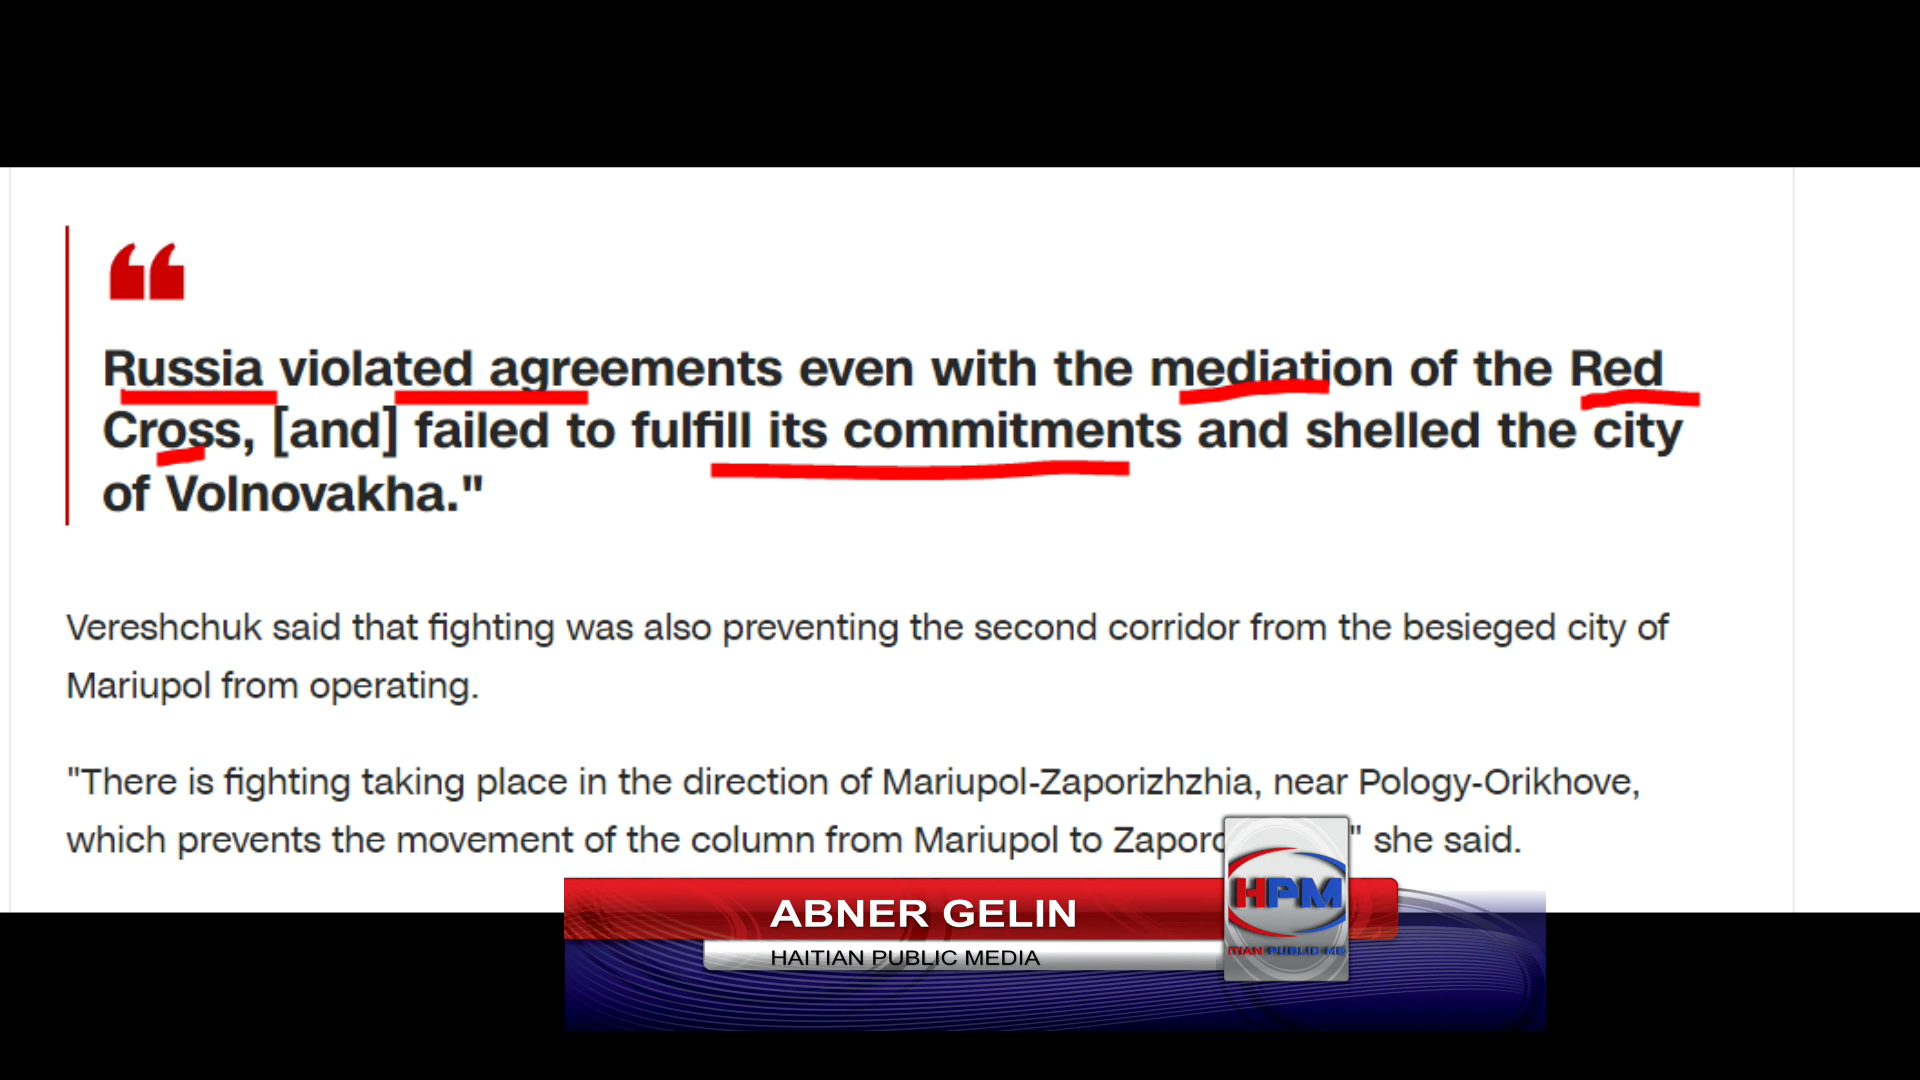 Russia violated agreements even with the mediation of the Red
Cross, [and] failed to fulfill its commitments and shelled the city
of Volnovakha."
Vereshchuk said that fighting was also preventing the second corridor from the besieged city of
Mariupol from operating.
"There is fighting taking place in the direction of Mariupol-Zaporizhzhia, near Pology-Orikhove,
which prevents the movement of the column from Mariupol to " she said.
ABNER GELIN
HAITIAN PUBLIC MEDIA
HPM